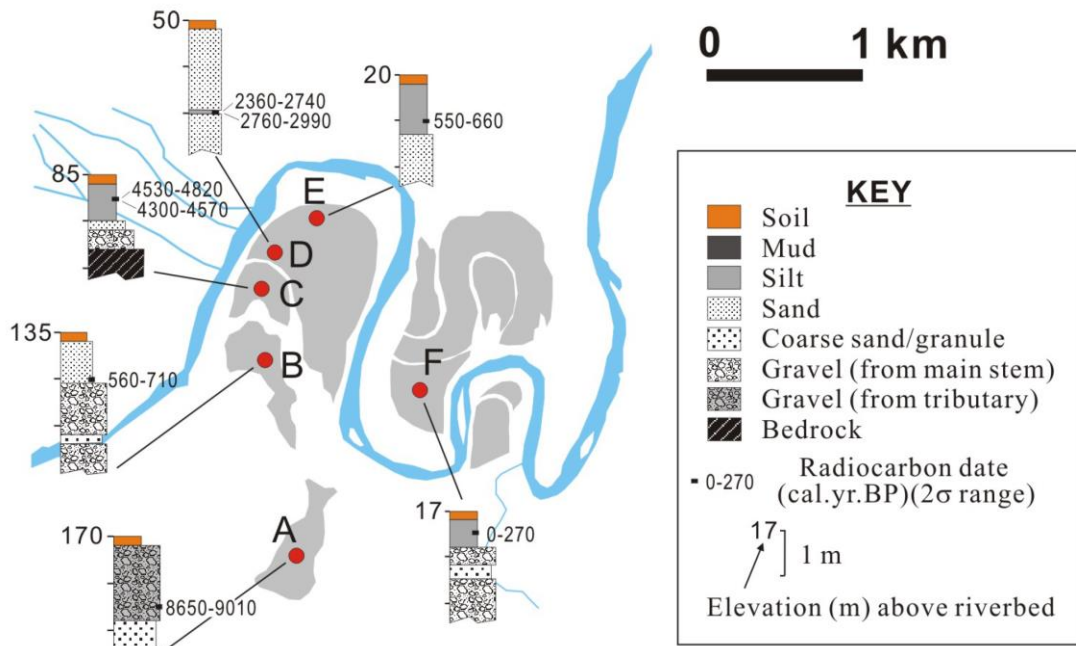 50
2360-2740
2760-2990
20
550-660
0 1 km
85
4530-4820
4300-4570
E
D
C
B
F
A
135
560-710
170
8650-9010
17
0-270
KEY
Soil
Mud
Silt
Sand
Coarse sand/granule
Gravel (from main stem)
Gravel (from tributary)
Bedrock
0-270 Radiocarbon date
(cal.yr.BP)(2σ range)
17
1 m
Elevation (m) above riverbed